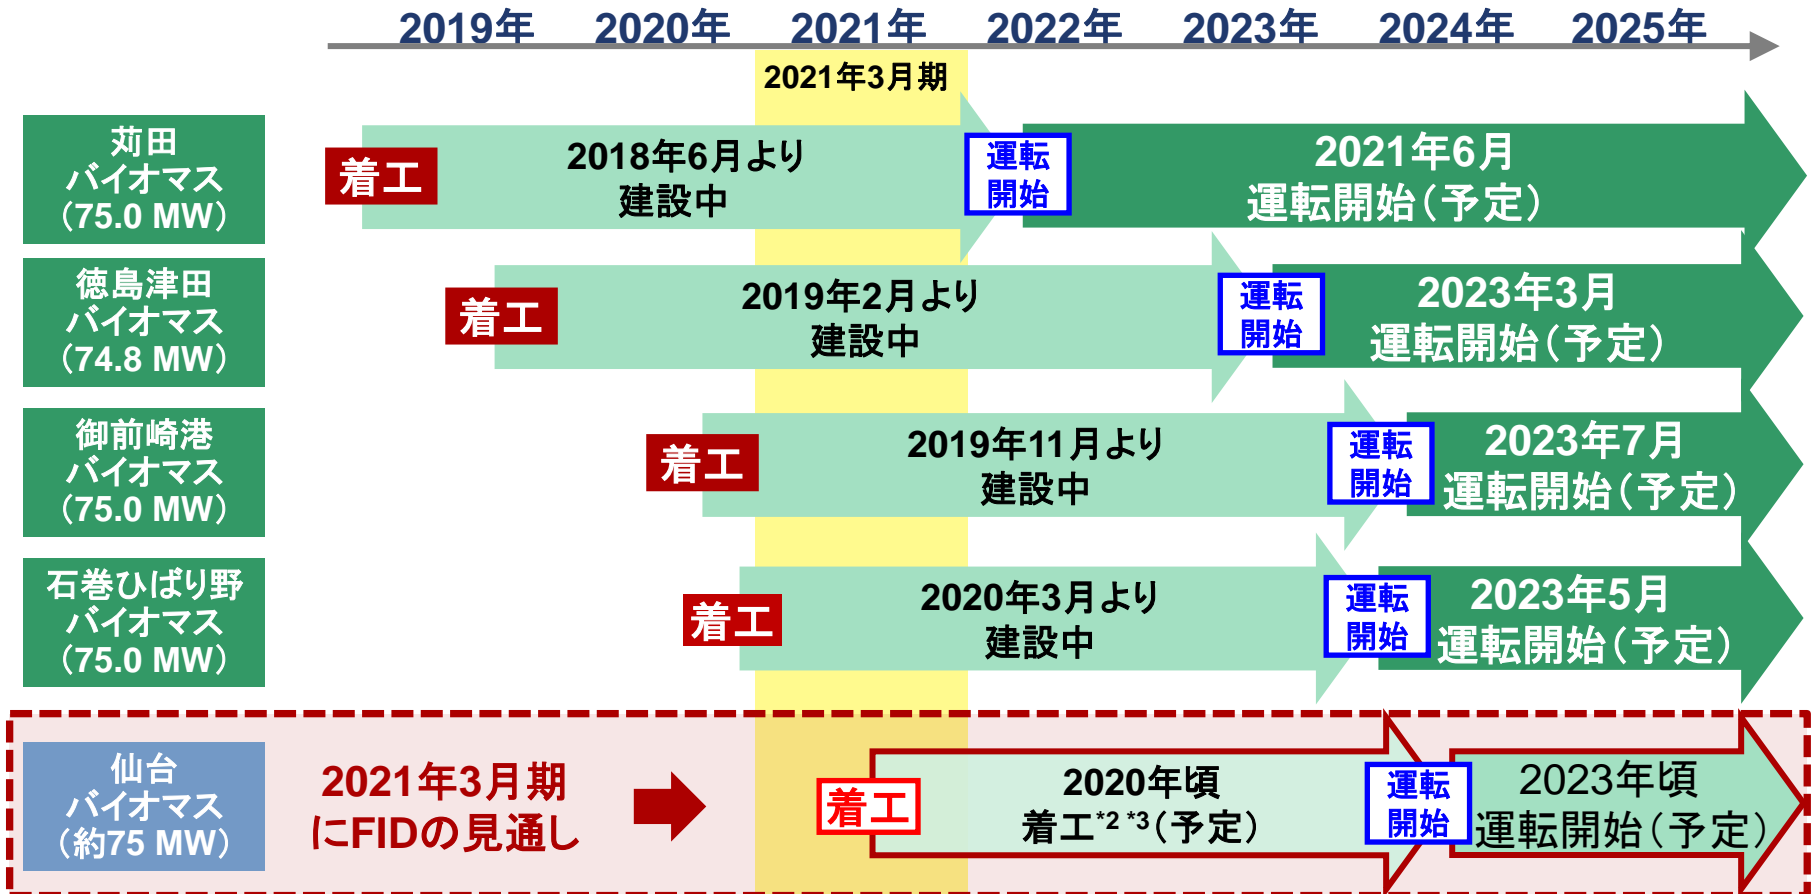 2019年 2020年 2021年 2022年 2023年 2024年 2025年
2021年3月期
苅田
バイオマス
(75.0 MW)
着工
2018年6月より
建設中
運転
開始
2021年6月
運転開始(予定)
徳島津田
バイオマス
(74.8 MW)
着工
2019年2月より
建設中
運転
開始
2023年3月
運転開始(予定)
御前崎港
バイオマス
(75.0 MW)
着工
2019年11月より
建設中
運転
開始
2023年7月
運転開始(予定)
石巻ひばり野
バイオマス
(75.0 MW)
着工
2020年3月より
建設中
運転
開始
2023年5月
運転開始(予定)
仙台
バイオマス
(約75 MW)
2021年3月期
にFIDの見通し
着工
2020年頃
着工*2 *3(予定)
運転
開始
2023年頃
運転開始(予定)